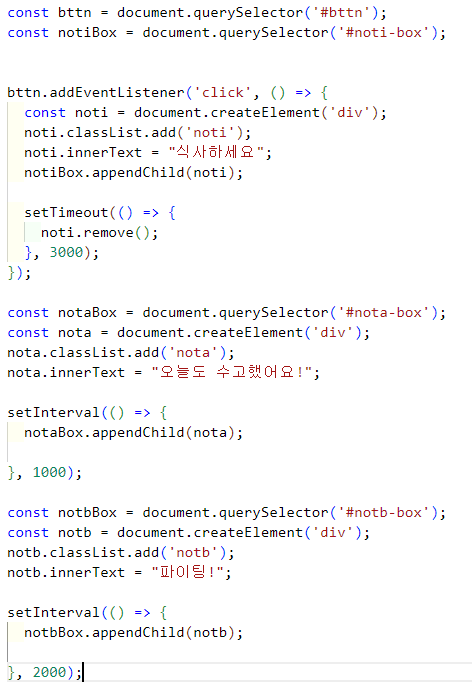 const bttn = document.querySelector('#bttn');
const notiBox = document.querySelector('#noti-box');
bttn.addEventListener('click', () => {
const noti = document.createElement('div');
noti.classList.add('noti');
noti.innerText = "식사하세요";
notiBox.appendChild(noti);
setTimeout(() => {
noti.remove();
}, 3000);
});
const notaBox = document.querySelector('#nota-box');
const nota = document.createElement('div');
nota.classList.add('nota');
nota.innerText = "오늘도 수고했어요!";
setInterval(() => {
notaBox.appendChild(nota);
}, 1000);
const notbBox = document.querySelector('#notb-box');
const notb = document.createElement('div');
notb.classList.add('notb');
notb.innerText = "파이팅!";
setInterval(() => {
notbBox.appendChild(notb);
}, 2000);